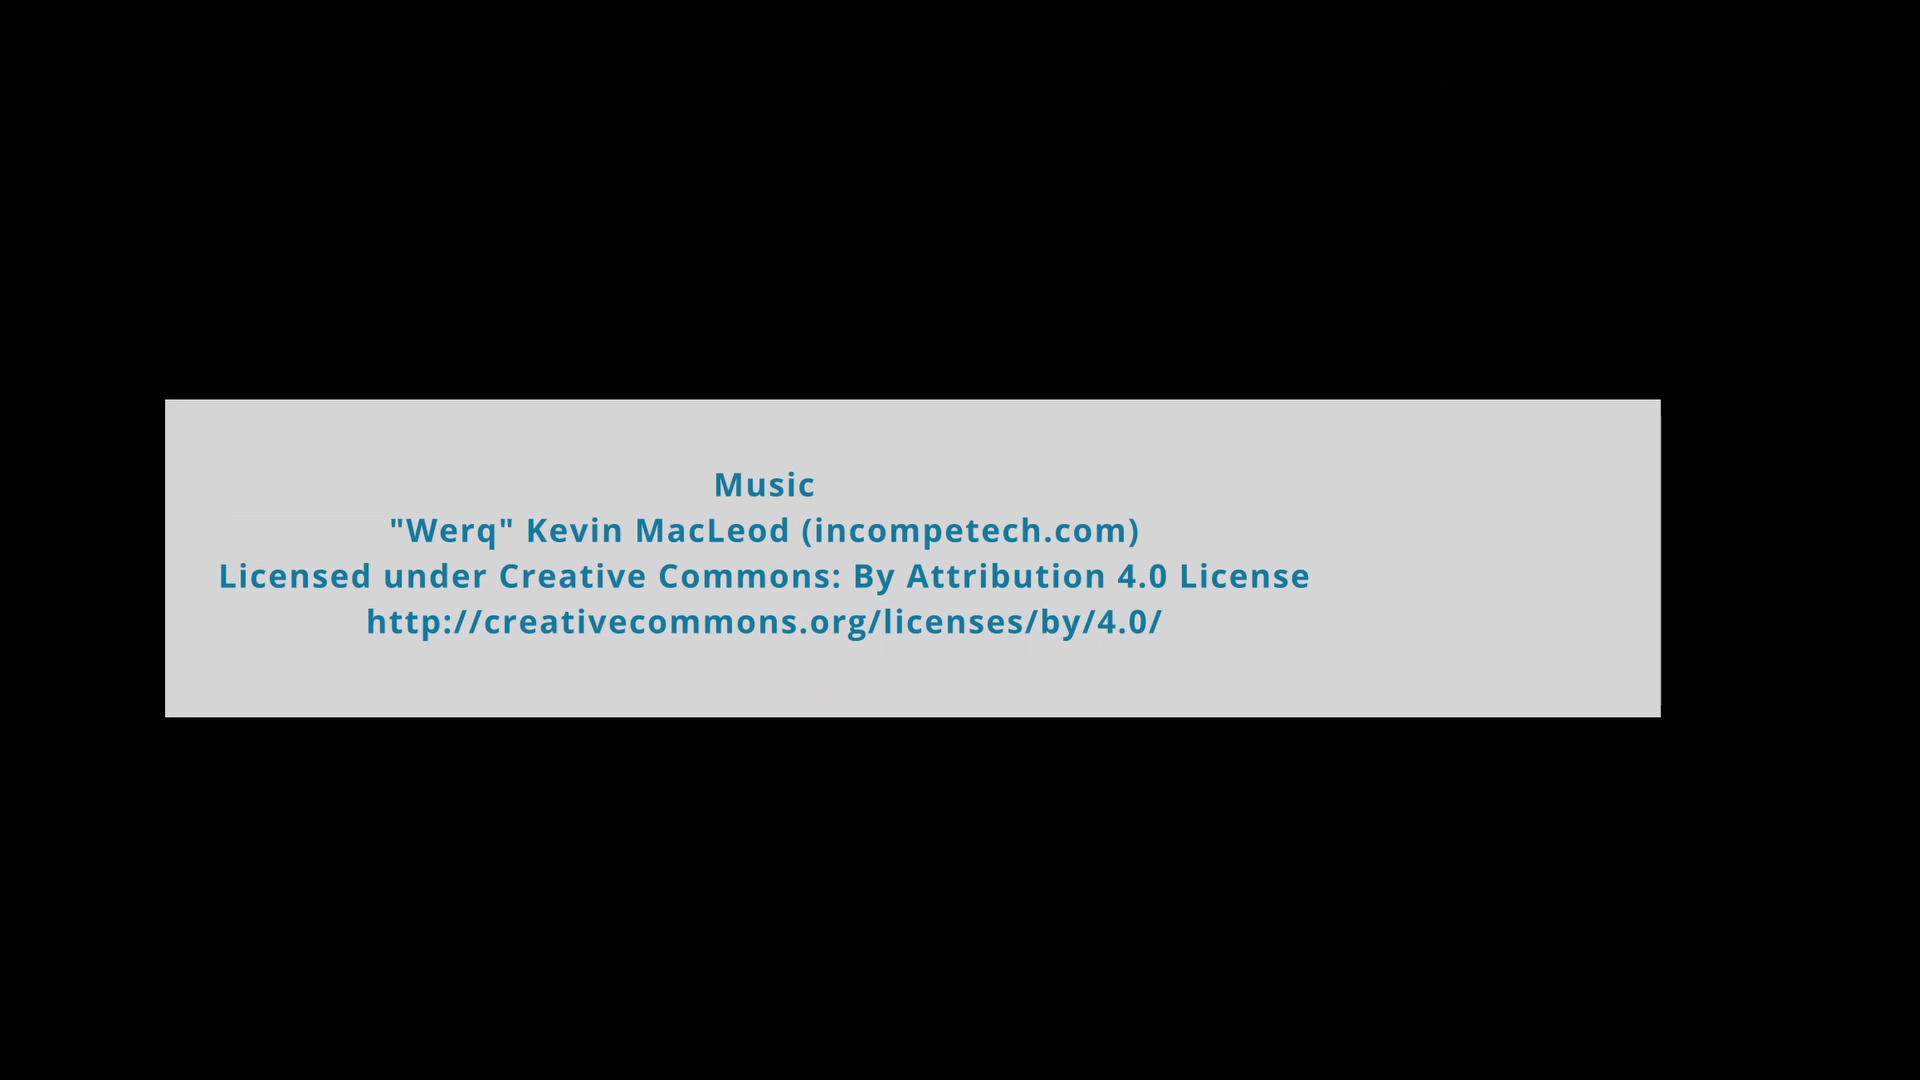 Music
"Werq" Kevin MacLeod (incompetech.com)
Licensed under Creative Commons: By Attribution 4.0 License
http://creativecommons.org/licenses/by/4.0/